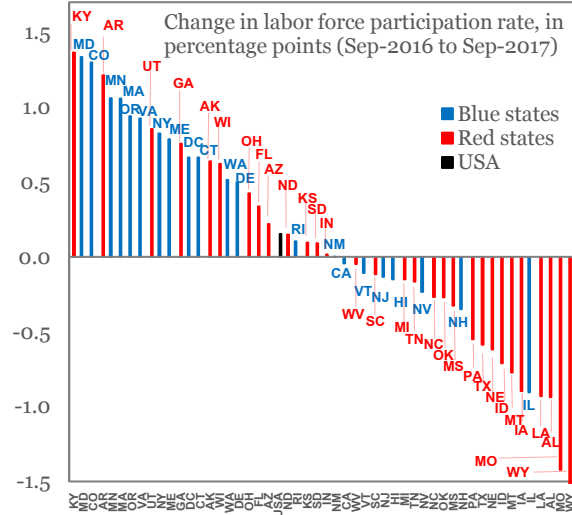 Change in labor force participation rate, in
percentage points (Sep-2016 to Sep-2017)
Blue states
Red states
USA
1.5
1.0
0.5
0.0
-0.5
-1.0
-1.5
KY
MD
CO
AR
MN
MA
OR
VA
UT
NY
ME
GA
DC
CT
AK
WI
WA
DE
OH
FL
AZ
ND
RI
KS
SD
IN
NM
CA
WV
VT
SC
NJ
HI
MI
TN
NV
NC
OK
MS
NH
PA
TX
NE
ID
MT
IA
IL
LA
AL
MO
WY
KY MD CO AR MN MA OR VA UT NY ME GA DC CT AK WI WA DE OH FL AZ USA ND RI KS SD IN NM CA WV VT SC NJ HI MI TN NV NC OK MS NH PA TX NE ID MT IA IL LA AL MO WY